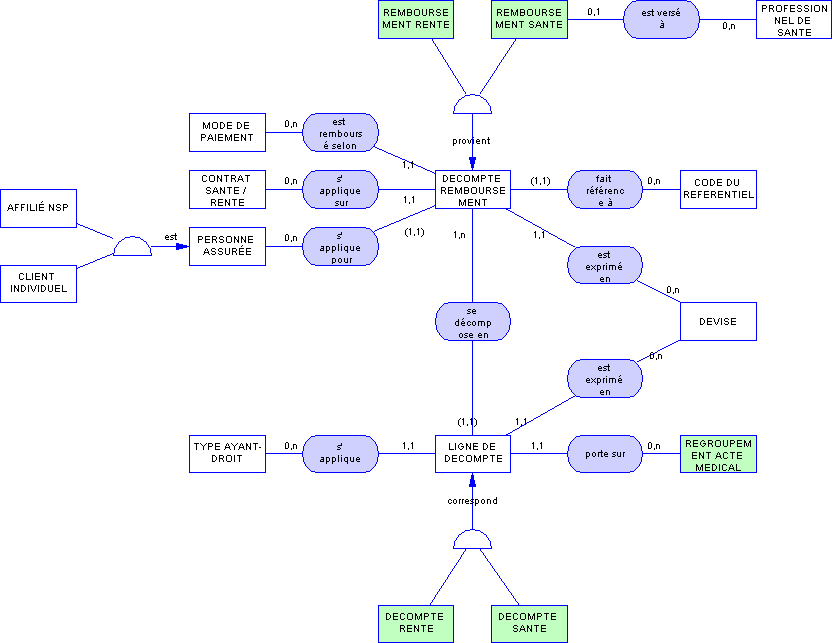 REMBOURSE
MENT RENTE
REMBOURSE
MENT SANTE
0,1
est versé
à
0,n
PROFESSION
NEL DE
SANTE
provient
MODE DE
PAIEMENT
0,n
est
rembours
é selon
1,1
CONTRAT
SANTE /
RENTE
0,n
s'
applique
sur
1,1
DECOMPTE
REMBOURSE
MENT
(1,1)
fait
référenc
e à
0,n
CODE DU
REFERENTIEL
AFFILIÉ NSP
CLIENT
INDIVIDUEL
est
PERSONNE
ASSURÉE
0,n
s'
applique
pour
(1,1)
1,n
1,1
est
exprimé
en
0,n
se
décomp
ose en
DEVISE
est
exprimé
en
0,n
(1,1)
1,1
TYPE AYANT-
DROIT
0,n
s'
applique
1,1
LIGNE DE
DECOMPTE
1,1
porte sur
0,n
REGROUPEM
ENT ACTE
MEDICAL
correspond
DECOMPTE
RENTE
DECOMPTE
SANTE